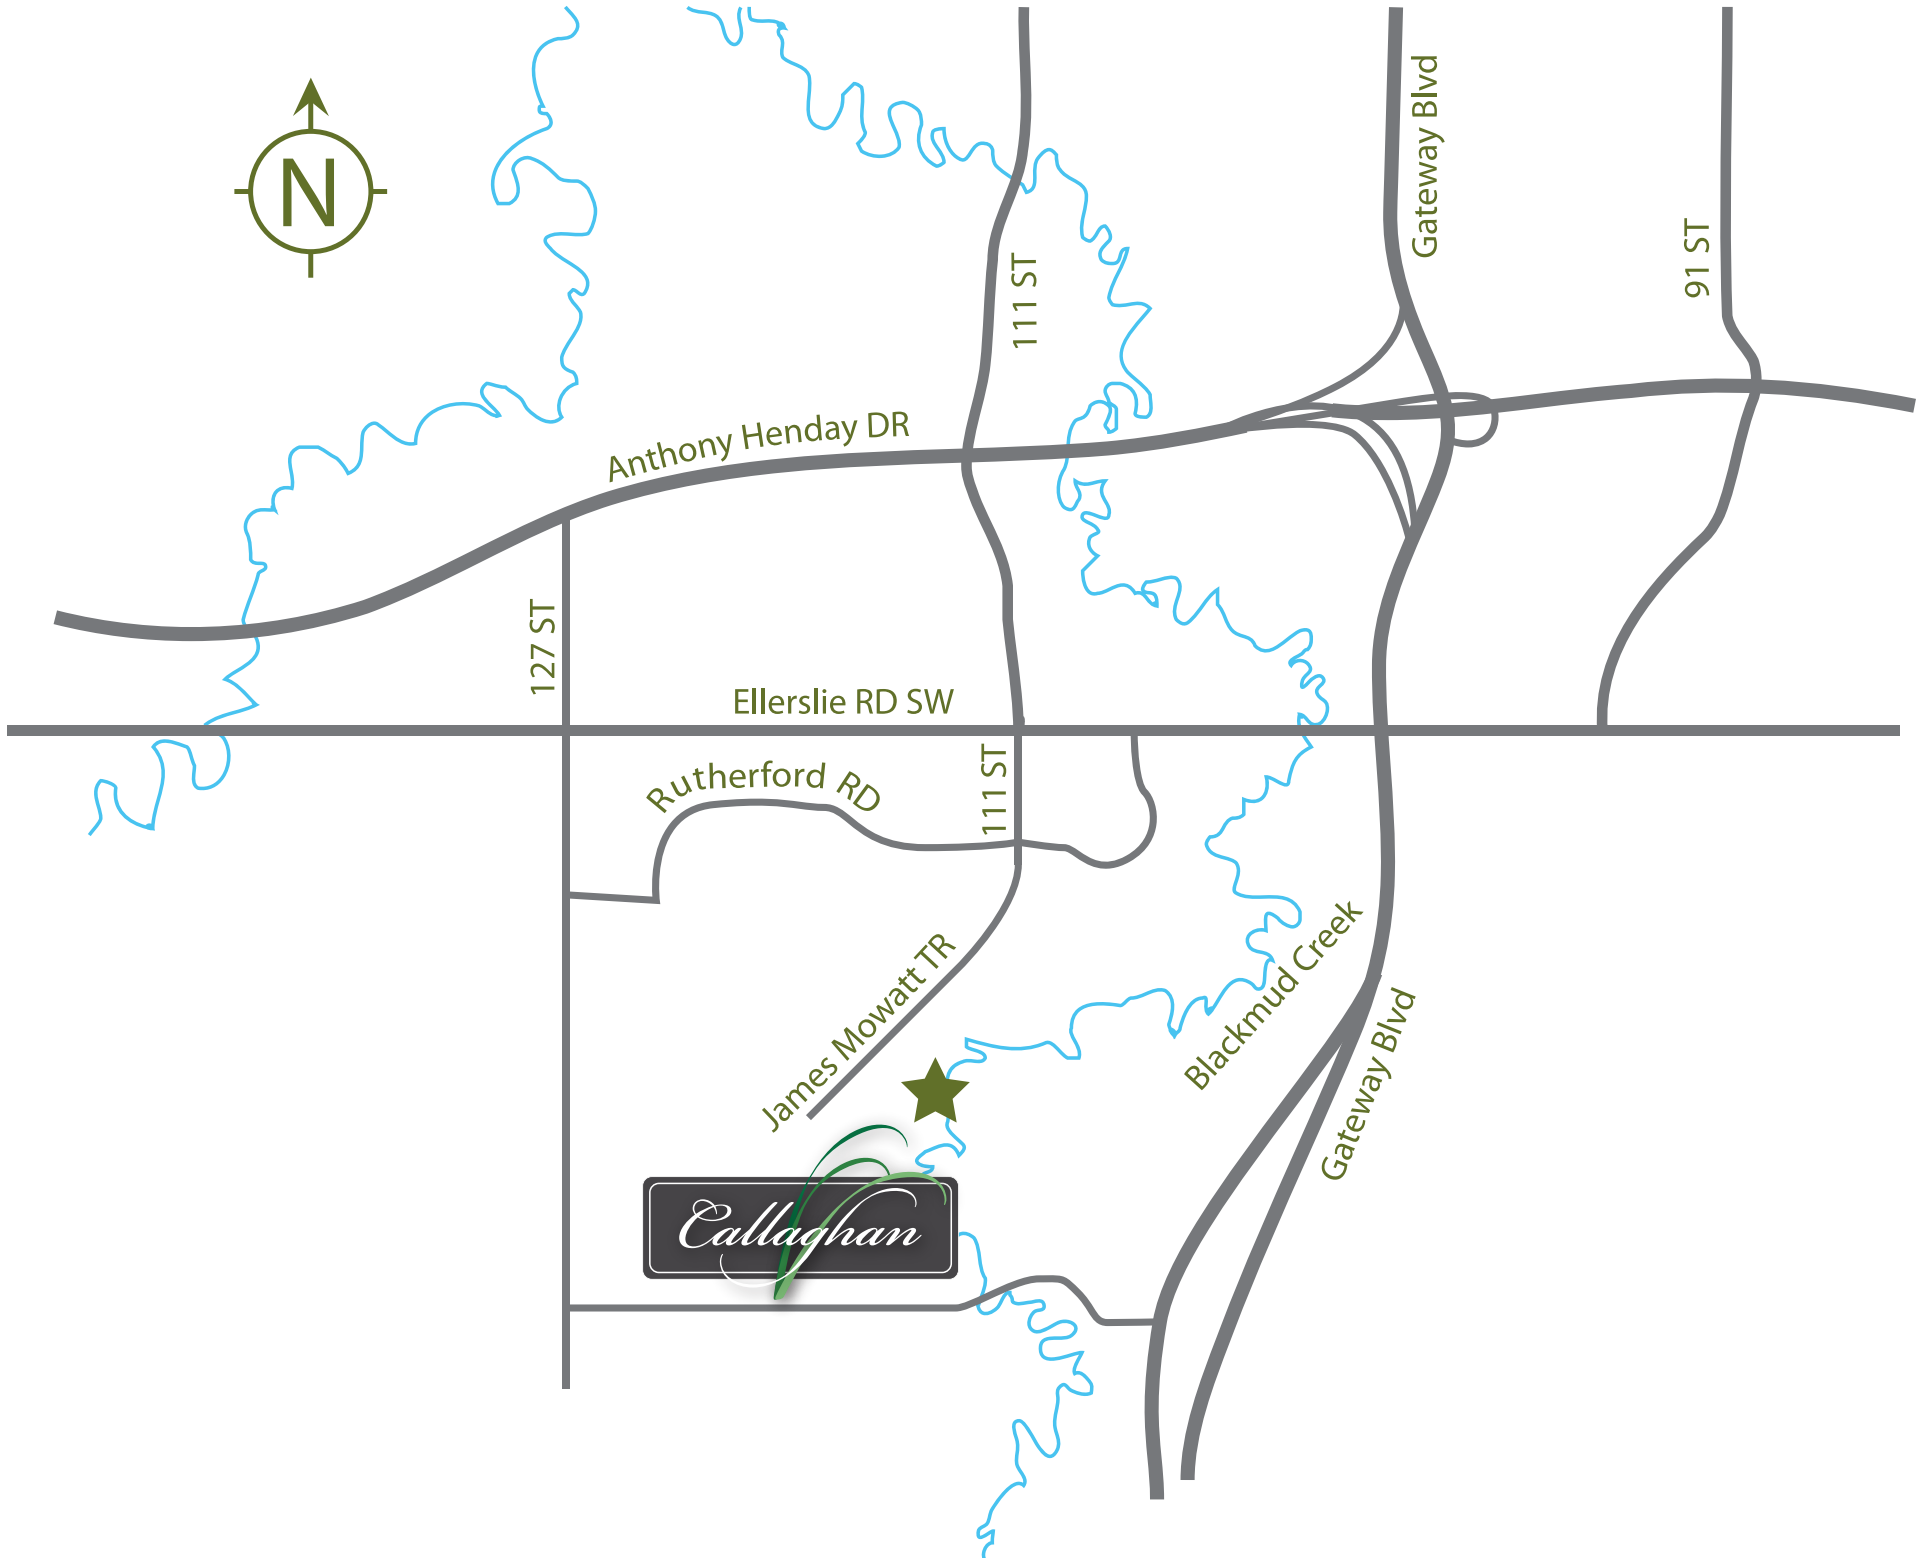 N
Gateway Blvd
91 ST
111 ST
Anthony Henday DR
127 ST
Ellerslie RD SW
111 ST
Rutherford RD
James Mowatt TR
Blackmud Creek
Gateway Blvd
Callaghan